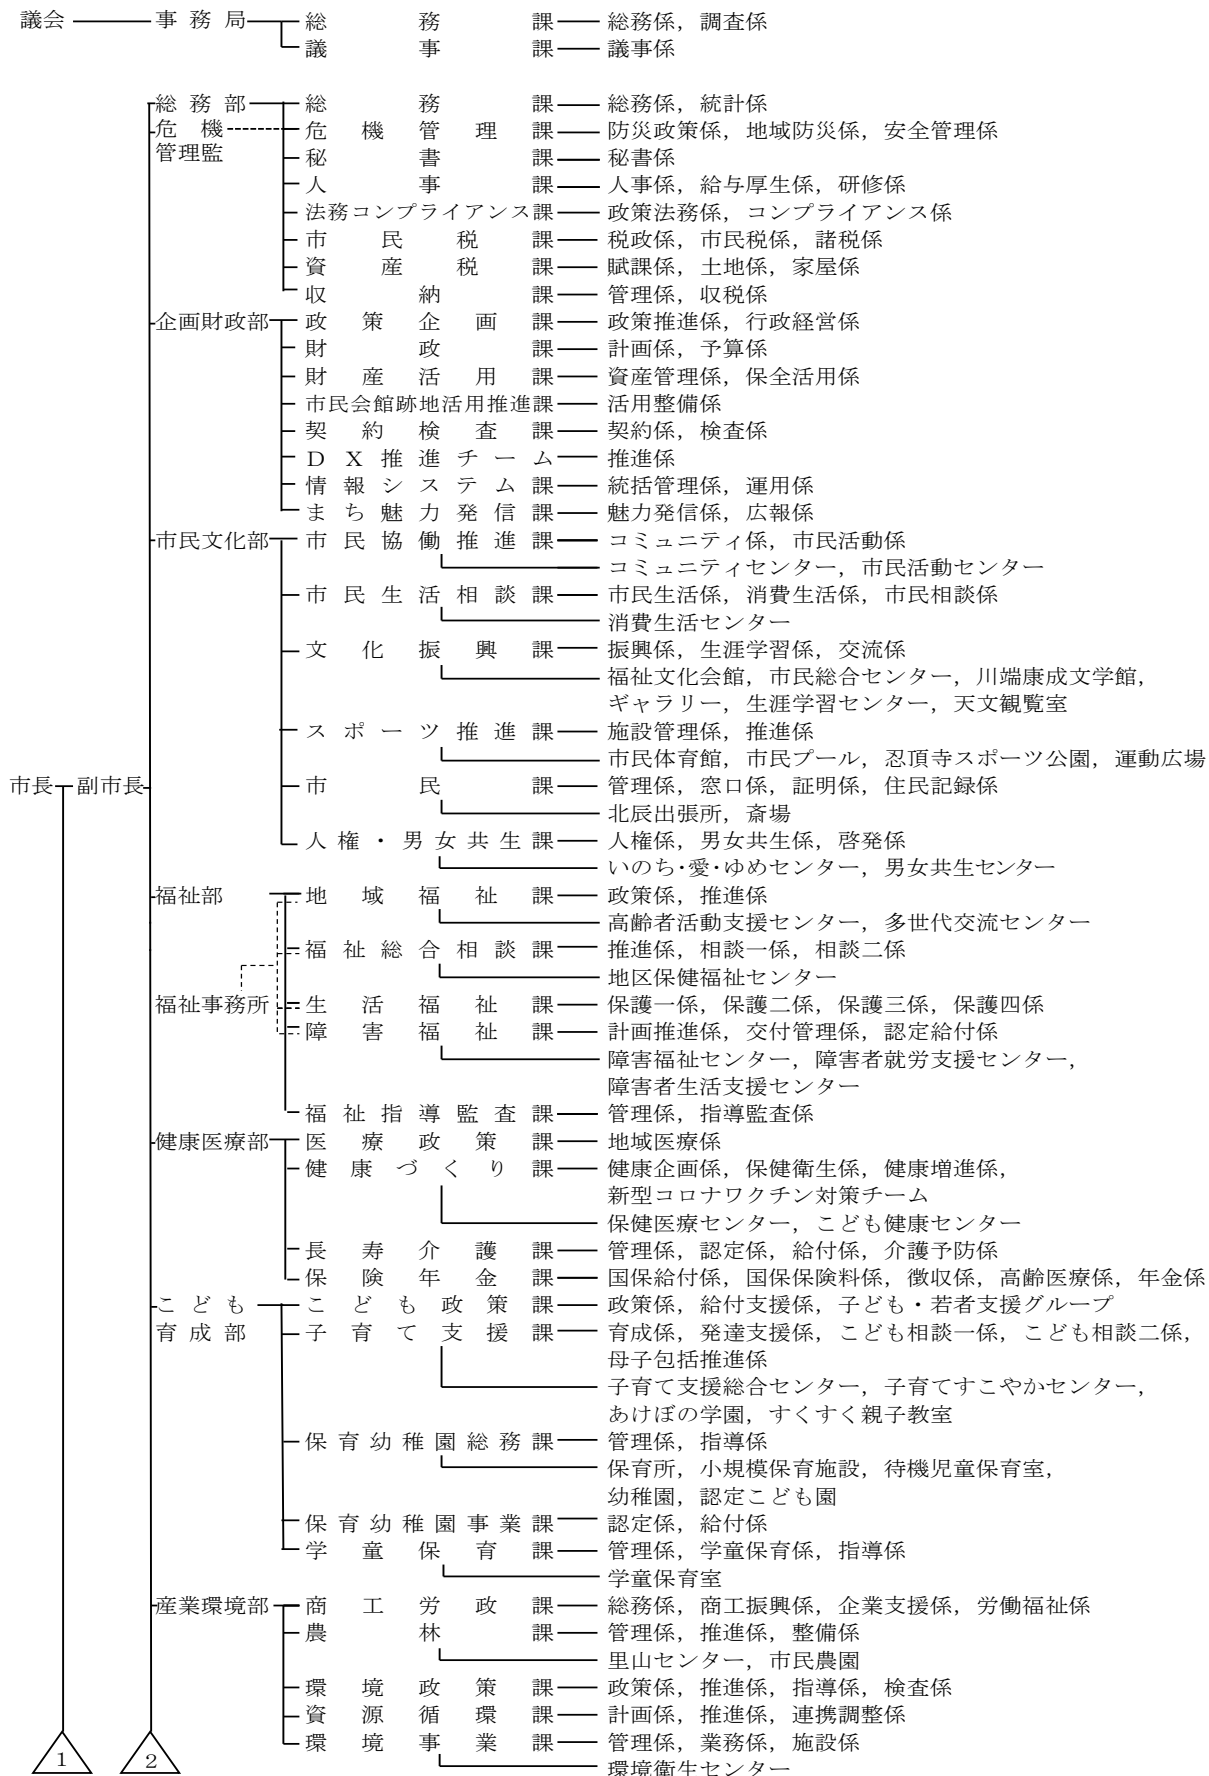 議会 事務局 総務課 総務係，調査係
議事課 議事係
総務部 総務課 総務係，統計係
危機 危機管理課 防災政策係，地域防災係，安全管理係
管理監 秘書課 秘書係
人事課 人事係，給与厚生係，研修係
法務コンプライアンス課 政策法務係，コンプライアンス係
市民税課 税政係，市民税係，諸税係
資産税課 賦課係，土地係，家屋係
収納課 管理係，収税係
企画財政部 政策企画課 政策推進係，行政経営係
財政課 計画係，予算係
財産活用課 資産管理係，保全活用係
市民会館跡地活用推進課 活用整備係
契約検査課 契約係，検査係
ＤＸ推進チーム 推進係
情報システム課 統括管理係，運用係
まち魅力発信課 魅力発信係，広報係
市民文化部 市民協働推進課 コミュニティ係，市民活動係
コミュニティセンター，市民活動センター
市民生活相談課 市民生活係，消費生活係，市民相談係
消費生活センター
文化振興課 振興係，生涯学習係，交流係
福祉文化会館，市民総合センター，川端康成文学館，
ギャラリー，生涯学習センター，天文観覧室
スポーツ推進課 施設管理係，推進係
市民体育館，市民プール，忍頂寺スポーツ公園，運動広場
市長 副市長 市民課 管理係，窓口係，証明係，住民記録係
北辰出張所，斎場
人権・男女共生課 人権係，男女共生係，啓発係
いのち・愛・ゆめセンター，男女共生センター
福祉部 地域福祉課 政策係，推進係
高齢者活動支援センター，多世代交流センター
福祉総合相談課 推進係，相談一係，相談二係
地区保健福祉センター
福祉事務所 生活福祉課 保護一係，保護二係，保護三係，保護四係
障害福祉課 計画推進係，交付管理係，認定給付係
障害福祉センター，障害者就労支援センター，
障害者生活支援センター
福祉指導監査課 管理係，指導監査係
健康医療部 医療政策課 地域医療係
健康づくり課 健康企画係，保健衛生係，健康増進係，
新型コロナワクチン対策チーム
保健医療センター，こども健康センター
長寿介護課 管理係，認定係，給付係，介護予防係
保険年金課 国保給付係，国保保険料係，徴収係，高齢医療係，年金係
こども こども政策課 政策係，給付支援係，子ども・若者支援グループ
育成部 子育て支援課 育成係，発達支援係，こども相談一係，こども相談二係，
母子包括推進係
子育て支援総合センター，子育てすこやかセンター，
あけぼの学園，すくすく親子教室
保育幼稚園総務課 管理係，指導係
保育所，小規模保育施設，待機児童保育室，
幼稚園，認定こども園
保育幼稚園事業課 認定係，給付係
学童保育課 管理係，学童保育係，指導係
学童保育室
産業環境部 商工労政課 総務係，商工振興係，企業支援係，労働福祉係
農林課 管理係，推進係，整備係
里山センター，市民農園
環境政策課 政策係，推進係，指導係，検査係
資源循環課 計画係，推進係，連携調整係
環境事業課 管理係，業務係，施設係
1 2 環境衛生センター